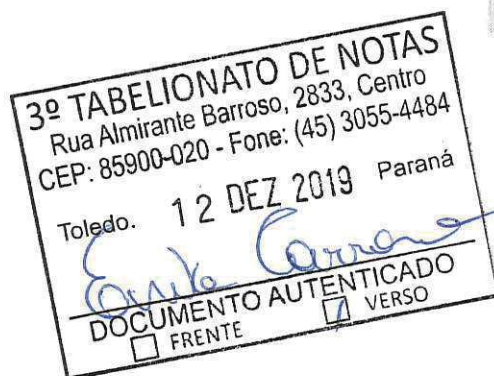 3º TABELIONATO DE NOTAS
Rua Almirante Barroso, 2833, Centro
CEP: 85900-020 - Fone: (45) 3055-4484
Toledo. 12 DEZ 2019 Paraná
DOCUMENTO AUTENTICADO
FRENTE VERSO